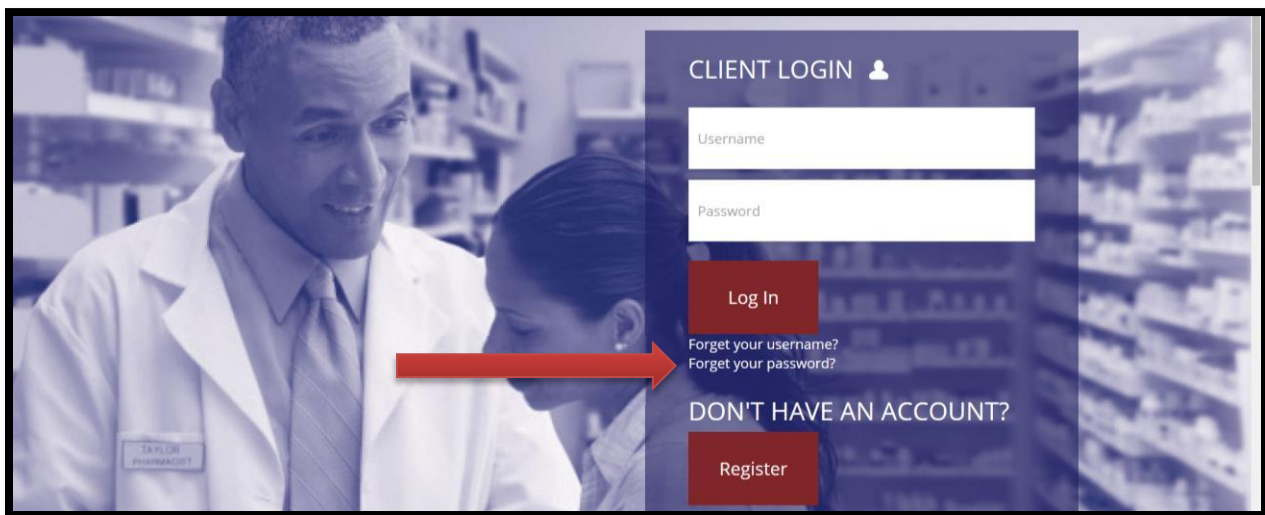 CLIENT LOGIN
Username
Password
Log In
Forget your username?
Forget your password?
DON'T HAVE AN ACCOUNT?
Register
TAYLOR
PHARMACIST